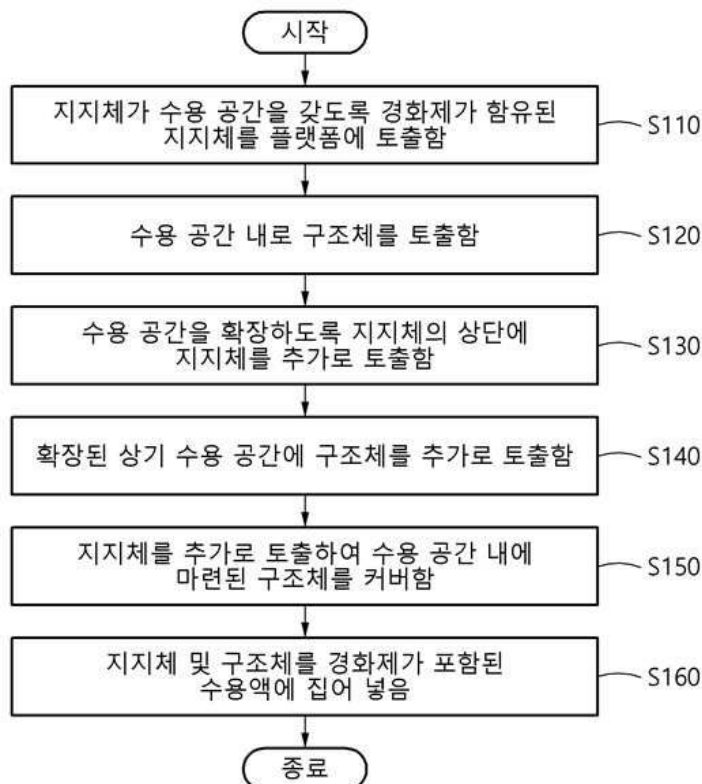 시작
지지체가 수용 공간을 갖도록 경화제가 함유된
지지체를 플랫폼에 토출함
S110
수용 공간 내로 구조체를 토출함
S120
수용 공간을 확장하도록 지지체의 상단에
지지체를 추가로 토출함
S130
확장된 상기 수용 공간에 구조체를 추가로 토출함
S140
지지체를 추가로 토출하여 수용 공간 내에
마련된 구조체를 커버함
S150
지지체 및 구조체를 경화제가 포함된
수용액에 집어 넣음
S160
종료